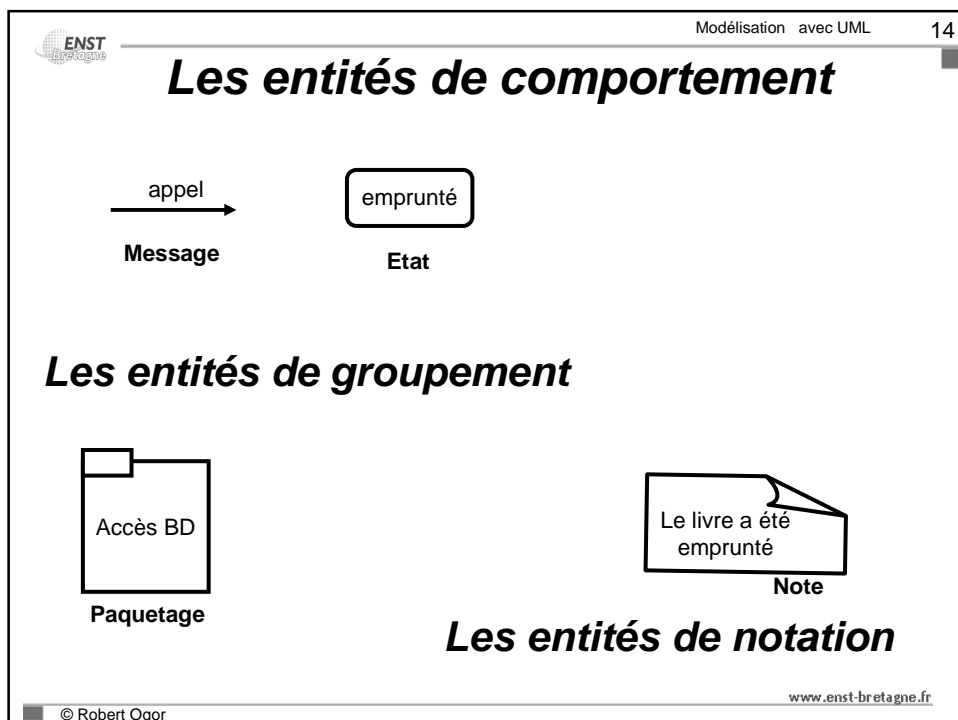 Modélisation avec UML
14
ENST
Bretagne
Les entités de comportement
appel
Message
emprunté
Etat
Les entités de groupement
Accès BD
Paquetage
Le livre a été
emprunté
Note
Les entités de notation
www.enst-bretagne.fr
© Robert Ogor